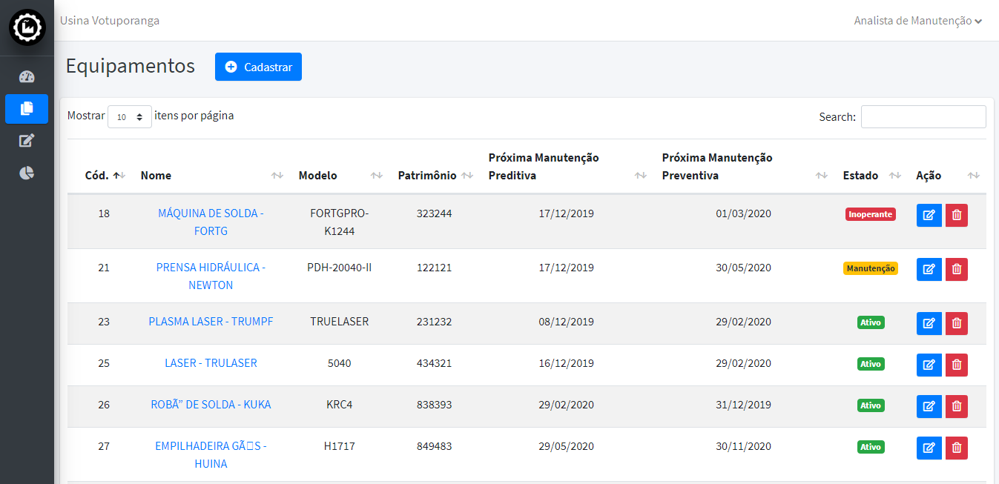 Usina Votuporanga
Analista de Manutenção
Equipamentos
Cadastrar
Mostrar 10 itens por página
Search:
Cód. Nome Modelo Patrimônio Próxima Manutenção Preditiva Próxima Manutenção Preventiva Estado Ação
18 MÁQUINA DE SOLDA - FORTG FORTGPRO-K1244 323244 17/12/2019 01/03/2020 Inoperante
21 PRENSA HIDRÁULICA - NEWTON PDH-20040-II 122121 17/12/2019 30/05/2020 Manutenção
23 PLASMA LASER - TRUMPF TRUELASER 231232 08/12/2019 29/02/2020 Ativo
25 LASER - TRULASER 5040 434321 16/12/2019 29/02/2020 Ativo
26 ROBÃ” DE SOLDA - KUKA KRC4 838393 29/02/2020 31/12/2019 Ativo
27 EMPILHADEIRA GÃ□S - HUINA H1717 849483 29/05/2020 30/11/2020 Ativo